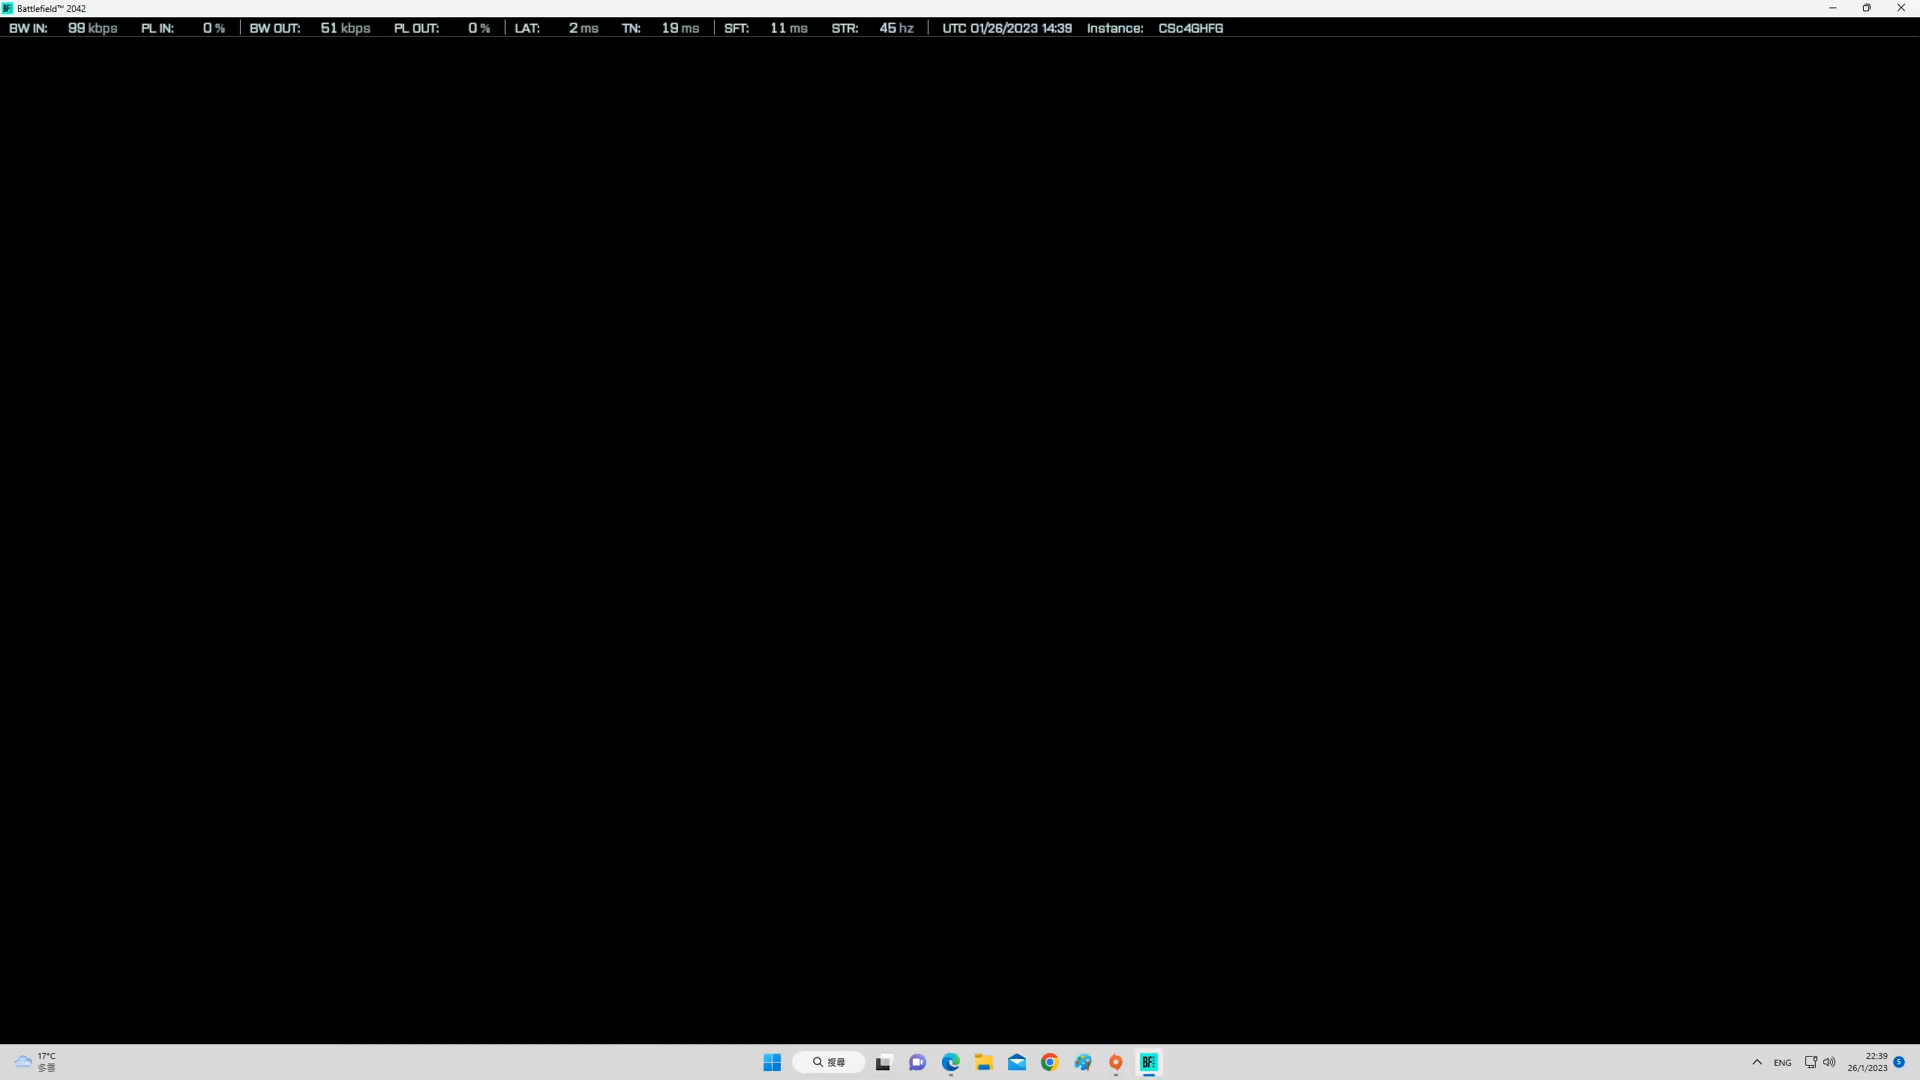 Battlefield™ 2042
BW IN: 99 kbps PL IN: 0 % BW OUT: 51 kbps PL OUT: 0 % LAT: 2 ms TN: 19 ms SFT: 11 ms STR: 45 hz UTC 01/26/2023 14:39 Instance: CSc4GHFG
17°C
多雲
搜尋
BF
ENG
22:39
26/1/2023
5